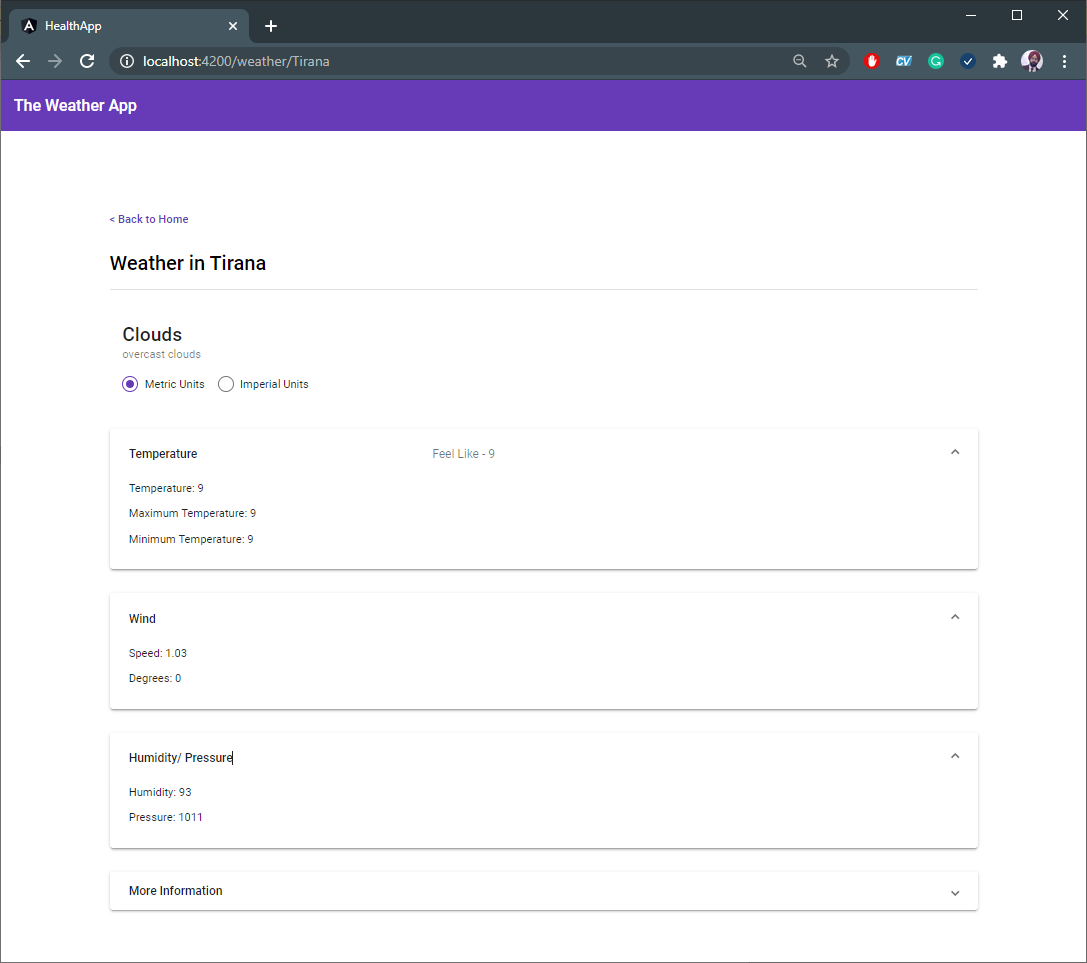 HealthApp
localhost:4200/weather/Tirana
CV
G
The Weather App
< Back to Home
Weather in Tirana
Clouds
overcast clouds
Metric Units Imperial Units
Temperature Feel Like - 9
Temperature: 9
Maximum Temperature: 9
Minimum Temperature: 9
Wind
Speed: 1.03
Degrees: 0
Humidity/ Pressure
Humidity: 93
Pressure: 1011
More Information